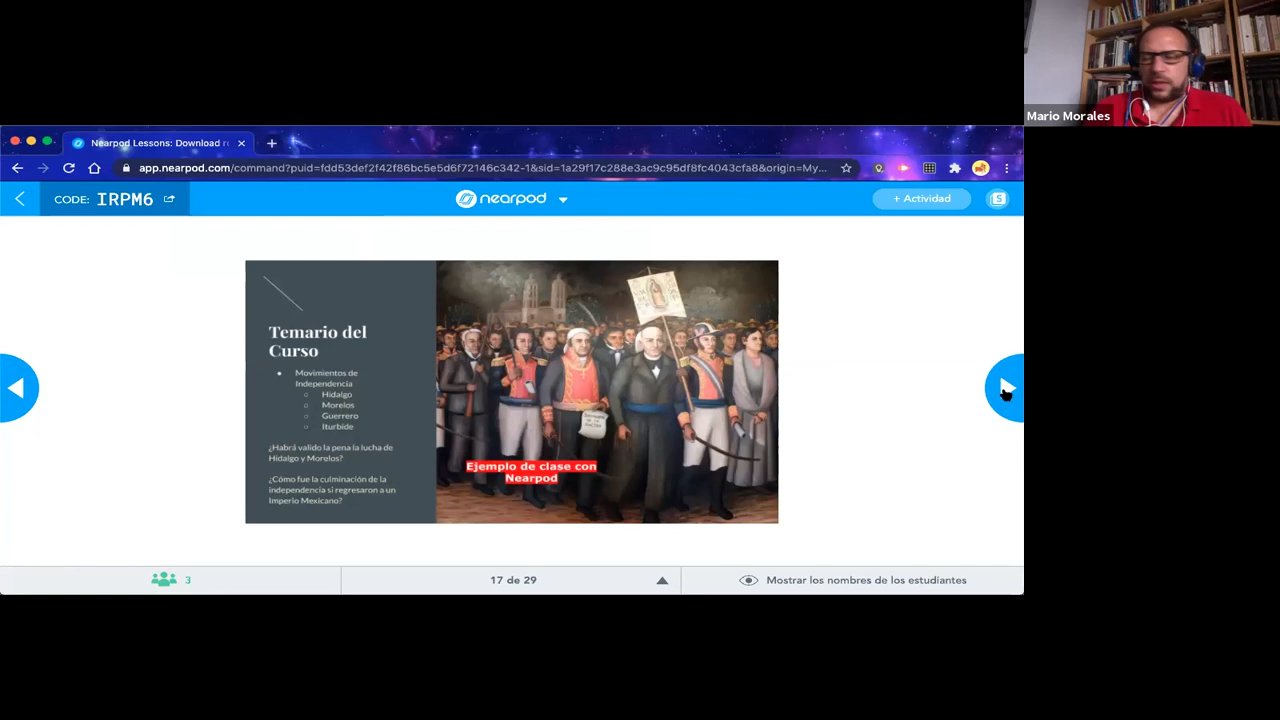 Mario Morales
Nearpod Lessons: Download r
app.nearpod.com/command?puid=fdd53def2f42f86bc5e5d6f72146c342-1&sid=1a29f17c288e3ac9c95df8fc4043cfa8&origin=My...
CODE: IRPM6
nearpod
+ Actividad
S
Temario del
Curso
Movimientos de
Independencia
Hidalgo
Morelos
Guerrero
Iturbide
¿Habrá valido la pena la lucha de
Hidalgo y Morelos?
¿Cómo fue la culminación de la
independencia si regresaron a un
Imperio Mexicano?
Ejemplo de clase con
Nearpod
3
17 de 29
Mostrar los nombres de los estudiantes